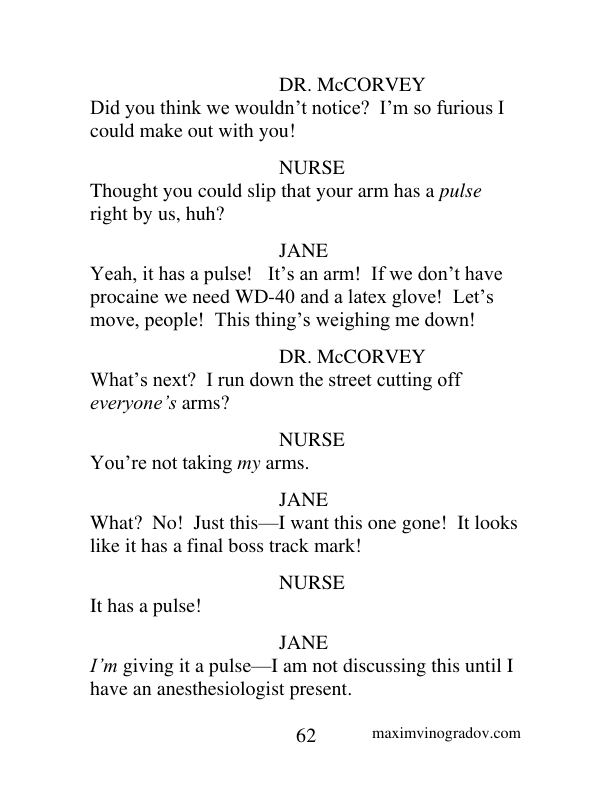 DR. McCORVEY
Did you think we wouldn’t notice?  I’m so furious I
could make out with you!
NURSE
Thought you could slip that your arm has a pulse
right by us, huh?
JANE
Yeah, it has a pulse!   It’s an arm!  If we don’t have
procaine we need WD-40 and a latex glove!  Let’s
move, people!  This thing’s weighing me down!
DR. McCORVEY
What’s next?  I run down the street cutting off
everyone’s arms?
NURSE
You’re not taking my arms.
JANE
What?  No!  Just this—I want this one gone!  It looks
like it has a final boss track mark!
NURSE
It has a pulse!
JANE
I’m giving it a pulse—I am not discussing this until I
have an anesthesiologist present.
62 maximvinogradov.com